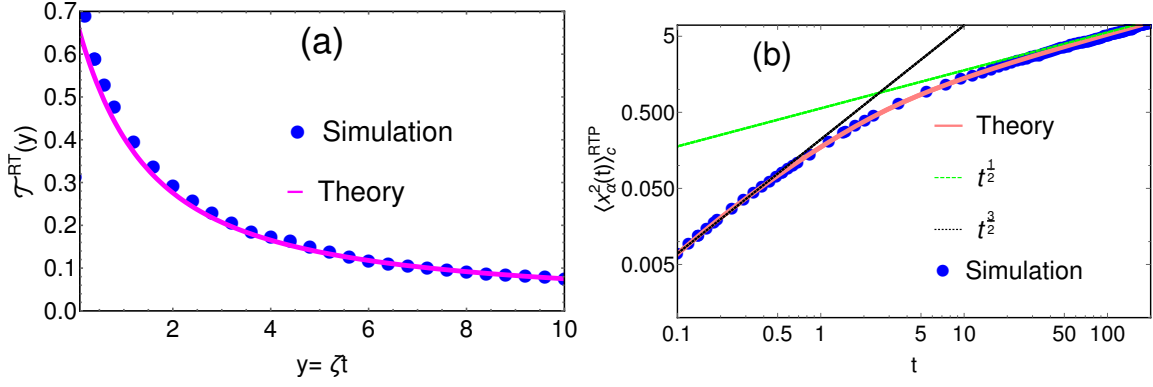 (a)
0.7
0.6
0.5
0.4
0.3
0.2
0.1
0.0
𝒯^RT(y)
Simulation
Theory
2
4
6
8
10
y= ζt
(b)
5
0.500
0.050
0.005
⟨x_α^2(t)⟩_c^RTP
Theory
t^{1/2}
t^{3/2}
Simulation
0.1
0.5
1
5
10
50
100
t